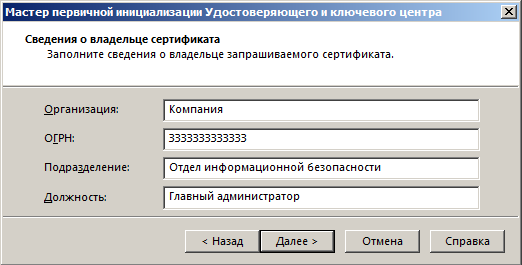 Мастер первичной инициализации Удостоверяющего и ключевого центра
Сведения о владельце сертификата
Заполните сведения о владельце запрашиваемого сертификата.
Организация: Компания
ОГРН: 3333333333333
Подразделение: Отдел информационной безопасности
Должность: Главный администратор
< Назад Далее > Отмена Справка